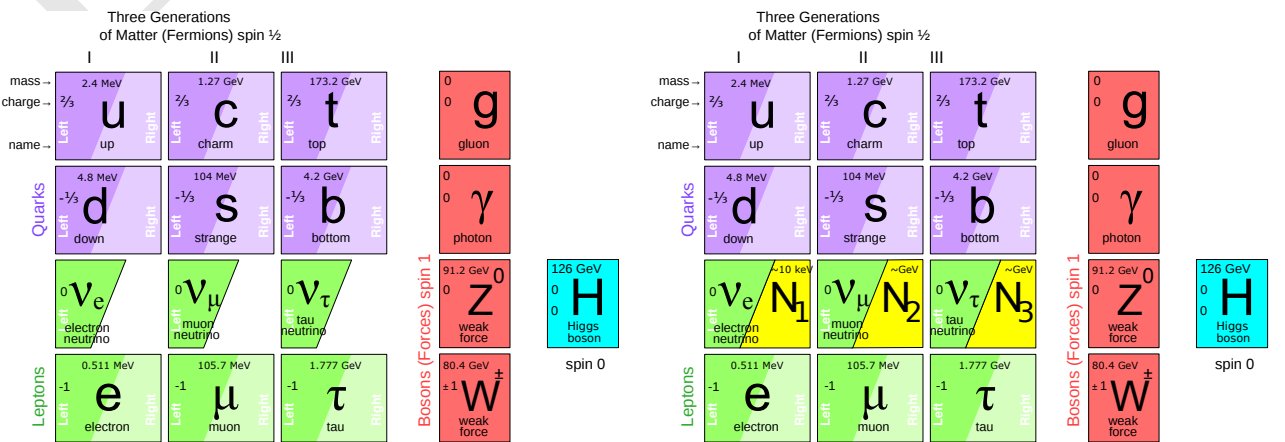 Three Generations
of Matter (Fermions) spin ½
I II III
mass→ 2.4 MeV 1.27 GeV 173.2 GeV 0
charge→ ⅔ u ⅔ c ⅔ t 0 g
Left Right Left Right Left Right
name→ up charm top gluon
Quarks
4.8 MeV 104 MeV 4.2 GeV 0
-⅓ d -⅓ s -⅓ b 0 γ
Left Right Left Right Left Right
down strange bottom photon
Bosons (Forces) spin 1
91.2 GeV 126 GeV
0 νe 0 νμ 0 ντ 0 Z0 0 0 H
Left Left Left
electron neutrino muon neutrino tau neutrino weak force Higgs boson
spin 0
Leptons
0.511 MeV 105.7 MeV 1.777 GeV 80.4 GeV
-1 e -1 μ -1 τ ±1 W±
Left Right Left Right Left Right
electron muon tau weak force
Three Generations
of Matter (Fermions) spin ½
I II III
mass→ 2.4 MeV 1.27 GeV 173.2 GeV 0
charge→ ⅔ u ⅔ c ⅔ t 0 g
Left Right Left Right Left Right
name→ up charm top gluon
Quarks
4.8 MeV 104 MeV 4.2 GeV 0
-⅓ d -⅓ s -⅓ b 0 γ
Left Right Left Right Left Right
down strange bottom photon
Bosons (Forces) spin 1
~10 keV ~GeV ~GeV 91.2 GeV 126 GeV
0 νe N1 0 νμ N2 0 ντ N3 0 Z0 0 0 H
Left Left Left
electron neutrino muon neutrino tau neutrino weak force Higgs boson
spin 0
Leptons
0.511 MeV 105.7 MeV 1.777 GeV 80.4 GeV
-1 e -1 μ -1 τ ±1 W±
Left Right Left Right Left Right
electron muon tau weak force